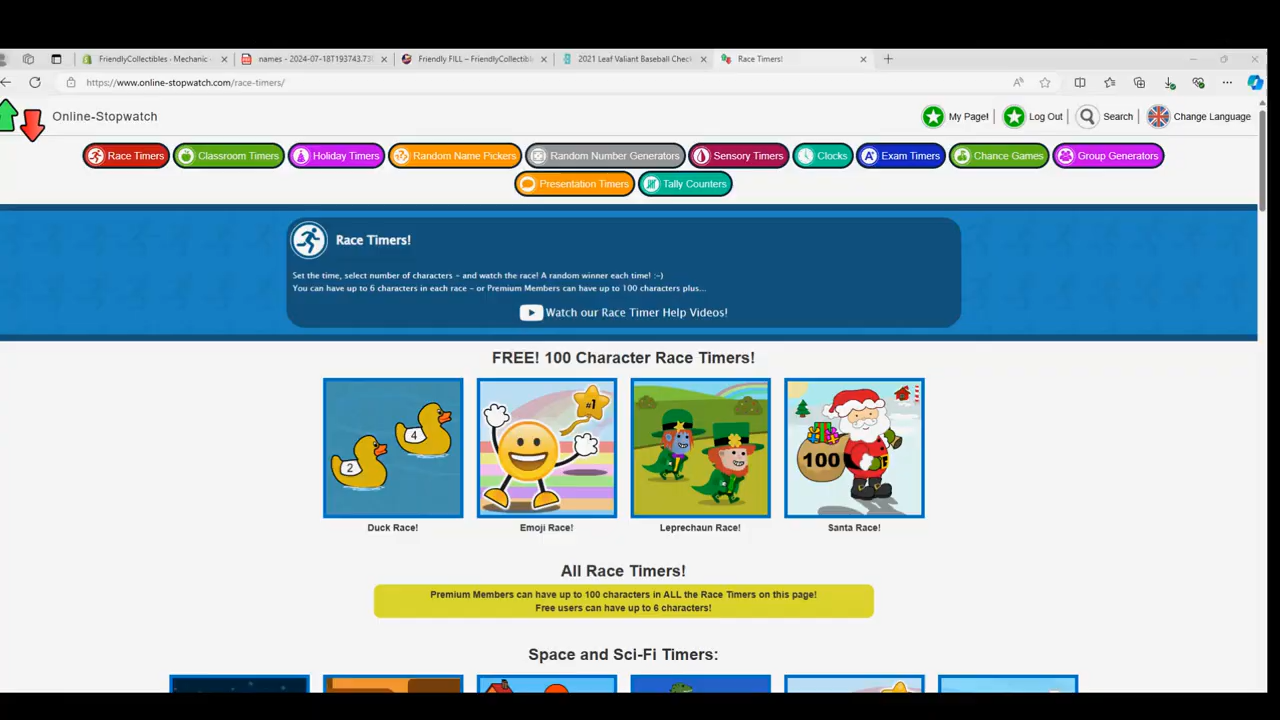 FriendlyCollectibles - Mechanic
names - 2024-07-18T193743.73
Friendly FILL – FriendlyCollectibl
2021 Leaf Valiant Baseball Check
Race Timers!
https://www.online-stopwatch.com/race-timers/
Online-Stopwatch
My Page!
Log Out
Search
Change Language
Race Timers
Classroom Timers
Holiday Timers
Random Name Pickers
Random Number Generators
Sensory Timers
Clocks
Exam Timers
Chance Games
Group Generators
Presentation Timers
Tally Counters
Race Timers!
Set the time, select number of characters - and watch the race! A random winner each time! :-)
You can have up to 6 characters in each race - or Premium Members can have up to 100 characters plus...
Watch our Race Timer Help Videos!
FREE! 100 Character Race Timers!
2
4
#1
100
Duck Race!
Emoji Race!
Leprechaun Race!
Santa Race!
All Race Timers!
Premium Members can have up to 100 characters in ALL the Race Timers on this page!
Free users can have up to 6 characters!
Space and Sci-Fi Timers: